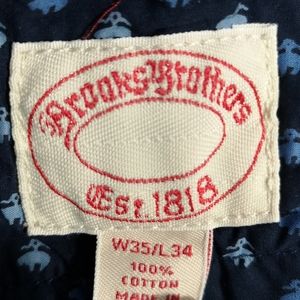 Brooks Brothers
Est. 1818
W35/L34
100%
COTTON
MADE IN